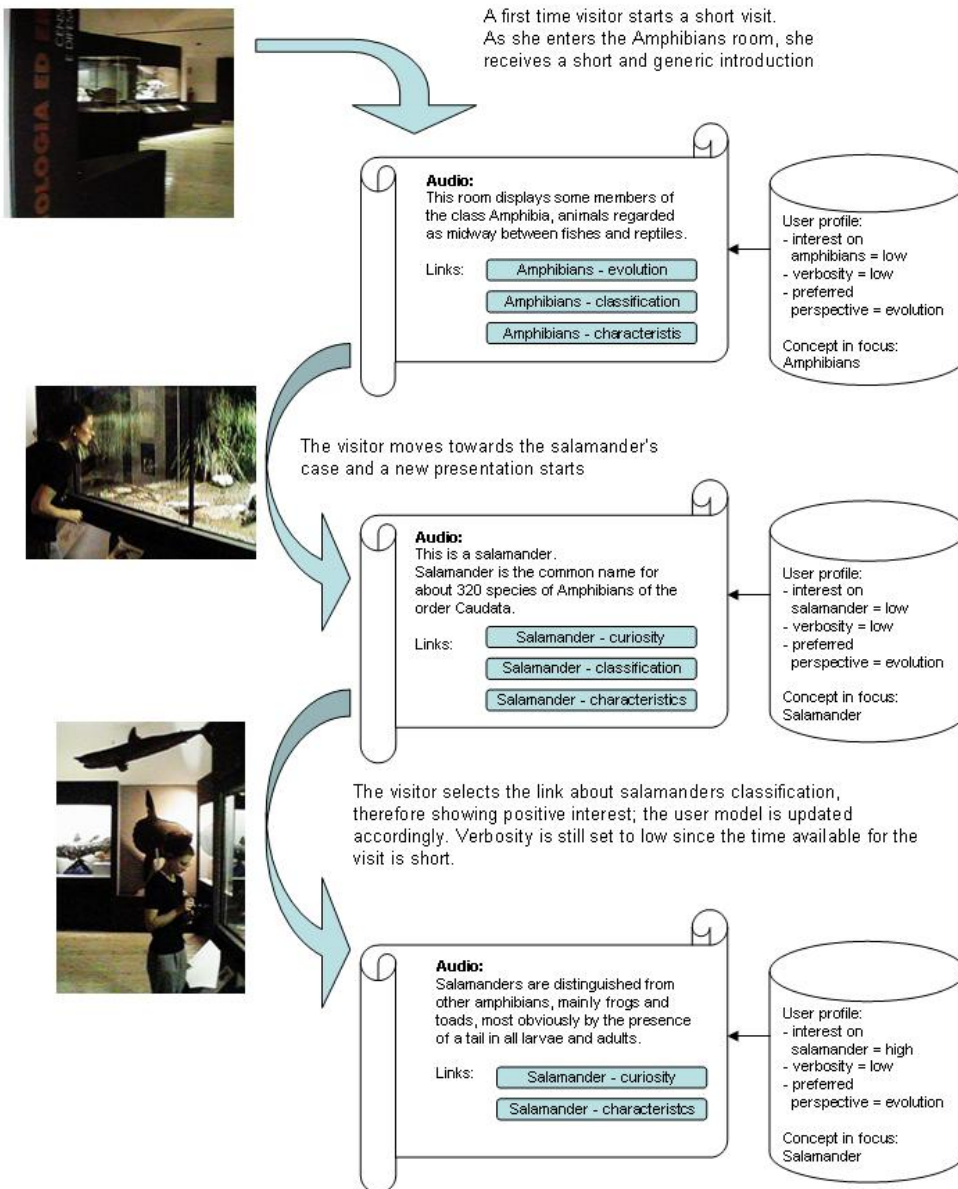 A first time visitor starts a short visit.
As she enters the Amphibians room, she
receives a short and generic introduction
OLOGIA ED
Audio:
This room displays some members of
the class Amphibia, animals regarded
as midway between fishes and reptiles.
Links:
Amphibians - evolution
Amphibians - classification
Amphibians - characteristis
User profile:
- interest on
amphibians = low
- verbosity = low
- preferred
perspective = evolution
Concept in focus:
Amphibians
The visitor moves towards the salamander's
case and a new presentation starts
Audio:
This is a salamander.
Salamander is the common name for
about 320 species of Amphibians of the
order Caudata.
Links:
Salamander - curiosity
Salamander - classification
Salamander - characteristics
User profile:
- interest on
salamander = low
- verbosity = low
- preferred
perspective = evolution
Concept in focus:
Salamander
The visitor selects the link about salamanders classification,
therefore showing positive interest; the user model is updated
accordingly. Verbosity is still set to low since the time available for the
visit is short.
Audio:
Salamanders are distinguished from
other amphibians, mainly frogs and
toads, most obviously by the presence
of a tail in all larvae and adults.
Links:
Salamander - curiosity
Salamander - characteristcs
User profile:
- interest on
salamander = high
- verbosity = low
- preferred
perspective = evolution
Concept in focus:
Salamander